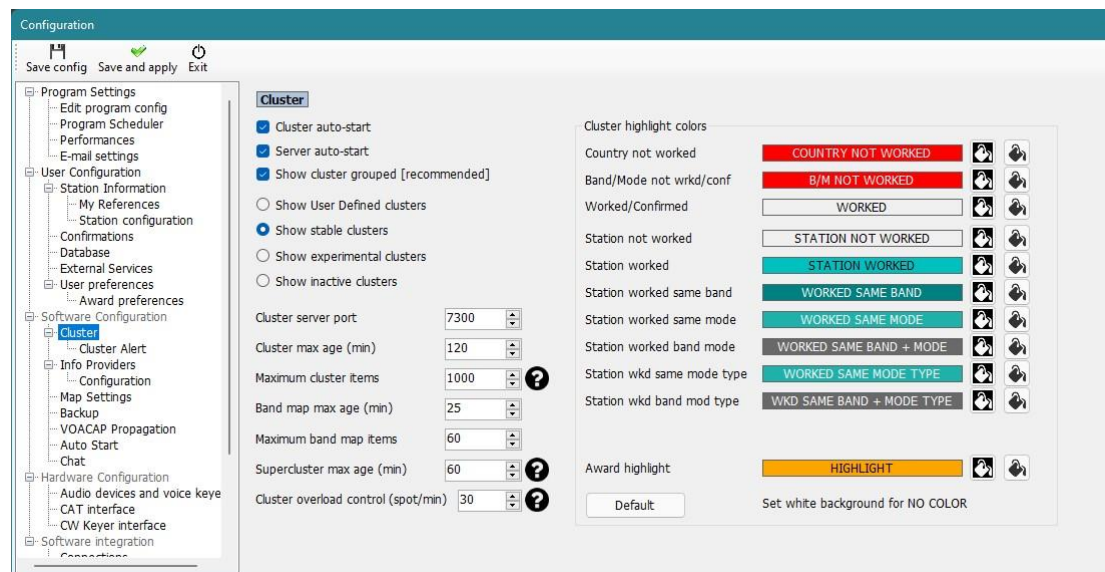 Configuration
Save config Save and apply Exit
Program Settings
Edit program config
Program Scheduler
Performances
E-mail settings
User Configuration
Station Information
My References
Station configuration
Confirmations
Database
External Services
User preferences
Award preferences
Software Configuration
Cluster
Cluster Alert
Info Providers
Configuration
Map Settings
Backup
VOACAP Propagation
Auto Start
Chat
Hardware Configuration
Audio devices and voice keye
CAT interface
CW Keyer interface
Software integration
Connections
Cluster
Cluster auto-start
Server auto-start
Show cluster grouped [recommended]
Show User Defined clusters
Show stable clusters
Show experimental clusters
Show inactive clusters
Cluster server port 7300
Cluster max age (min) 120
Maximum cluster items 1000 ?
Band map max age (min) 25
Maximum band map items 60
Supercluster max age (min) 60 ?
Cluster overload control (spot/min) 30 ?
Cluster highlight colors
Country not worked COUNTRY NOT WORKED
Band/Mode not wrkd/conf B/M NOT WORKED
Worked/Confirmed WORKED
Station not worked STATION NOT WORKED
Station worked STATION WORKED
Station worked same band WORKED SAME BAND
Station worked same mode WORKED SAME MODE
Station worked band mode WORKED SAME BAND + MODE
Station wkd same mode type WORKED SAME MODE TYPE
Station wkd band mod type WKD SAME BAND + MODE TYPE
Award highlight HIGHLIGHT
Default Set white background for NO COLOR